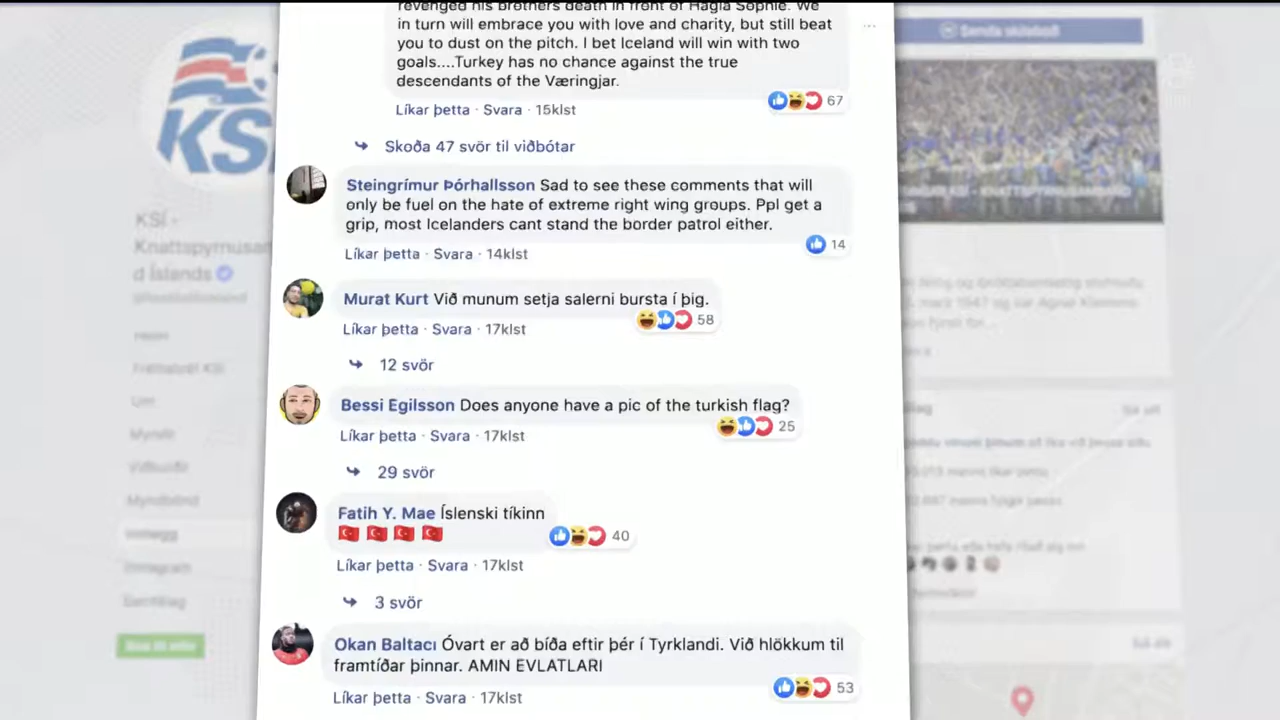 revenged his brothers death in front of Hagia Sophie. We
in turn will embrace you with love and charity, but still beat
you to dust on the pitch. I bet Iceland will win with two
goals....Turkey has no chance against the true
descendants of the Væringjar.
Líkar þetta · Svara · 15klst
67
Skoða 47 svör til viðbótar
Steingrímur Þórhallsson Sad to see these comments that will
only be fuel on the hate of extreme right wing groups. Ppl get a
grip, most Icelanders cant stand the border patrol either.
14
Líkar þetta · Svara · 14klst
Murat Kurt Við munum setja salerni bursta í þig.
58
Líkar þetta · Svara · 17klst
12 svör
Bessi Egilsson Does anyone have a pic of the turkish flag?
25
Líkar þetta · Svara · 17klst
29 svör
Fatih Y. Mae Íslenski tíkinn
40
Líkar þetta · Svara · 17klst
3 svör
Okan Baltacı Óvart er að bíða eftir þér í Tyrklandi. Við hlökkum til
framtíðar þinnar. AMIN EVLATLARI
53
Líkar þetta · Svara · 17klst
KS
KSÍ -
Knattspyrnusa
d Íslands
Um
Myndir
Myndbönd
Senda skilaboð